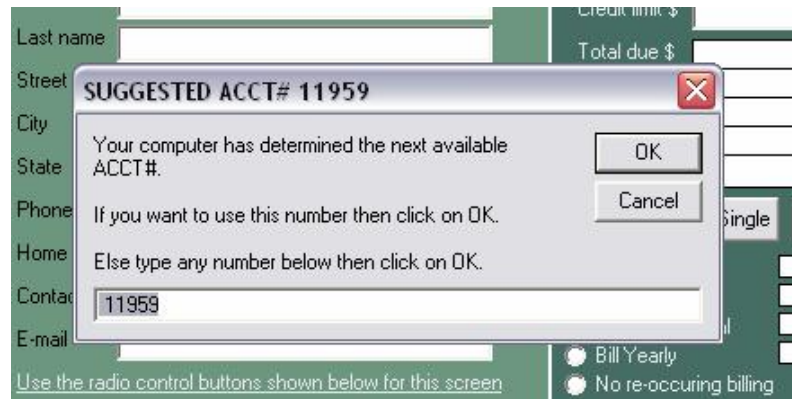 Credit limit $
Last name
Total due $
Street
SUGGESTED ACCT# 11959
City
Your computer has determined the next available
ACCT#.
OK
State
Cancel
Phone
If you want to use this number then click on OK.
Single
Home
Else type any number below then click on OK.
11959
E-mail
Bill Yearly
Use the radio control buttons shown below for this screen
No re-occuring billing